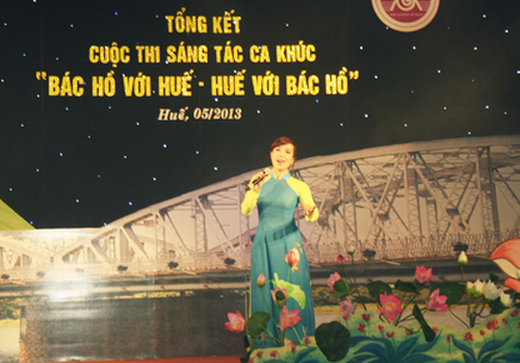 TỔNG KẾT
CUỘC THI SÁNG TÁC CA KHÚC
"BÁC HỒ VỚI HUẾ - HUẾ VỚI BÁC HỒ"
Huế, 05/2013